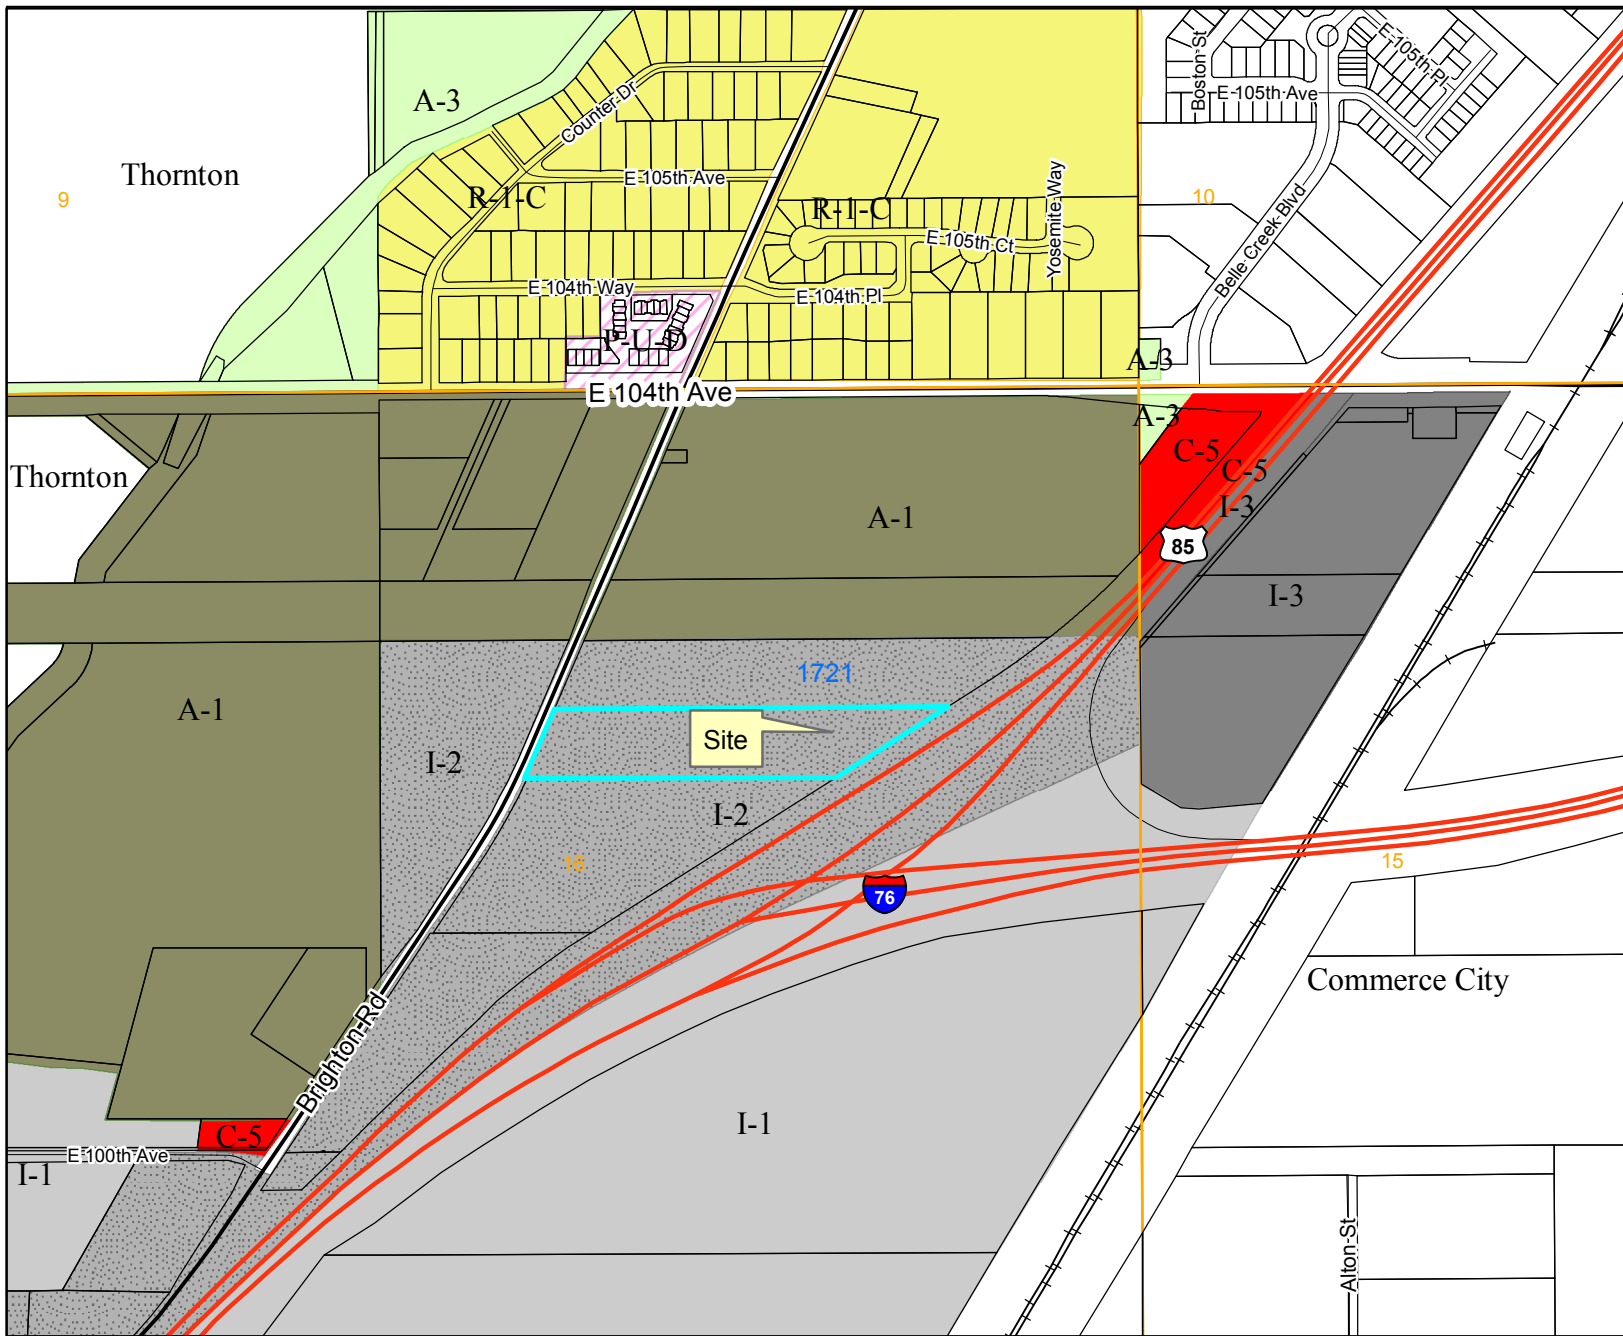 A-3
Thornton
9
Counter Dr
R-1-C
E 105th Ave
R-1-C
E 105th Ct
Yosemite Way
E 104th Way
E 104th Pl
P-U-D
Boston St
E 105th Pl
E 105th Ave
10
Belle Creek Blvd
A-3
E 104th Ave
A-3
C-5
C-5
I-3
85
Thornton
A-1
I-3
1721
A-1
Site
I-2
I-2
16
15
76
Commerce City
Brighton Rd
I-1
C-5
E 100th Ave
I-1
Alton St